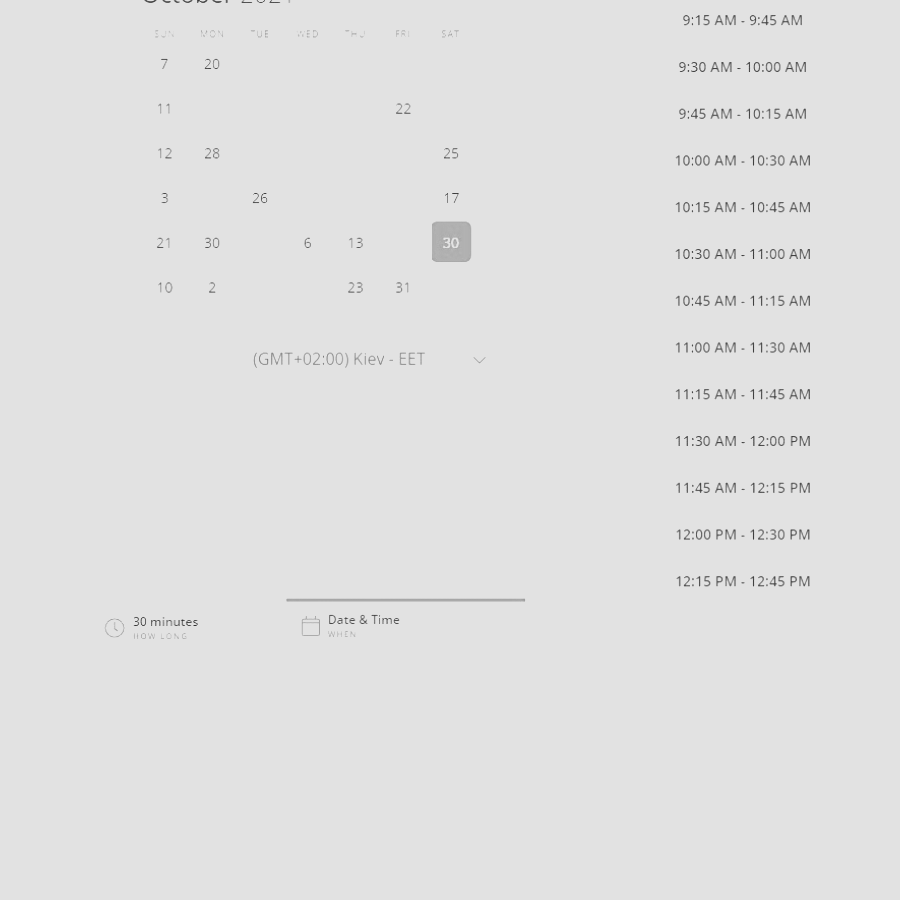 October 2021
SUN MON TUE WED THU FRI SAT
7 20
11 22
12 28 25
3 26 17
21 30 6 13 30
10 2 23 31
(GMT+02:00) Kiev - EET
9:15 AM - 9:45 AM
9:30 AM - 10:00 AM
9:45 AM - 10:15 AM
10:00 AM - 10:30 AM
10:15 AM - 10:45 AM
10:30 AM - 11:00 AM
10:45 AM - 11:15 AM
11:00 AM - 11:30 AM
11:15 AM - 11:45 AM
11:30 AM - 12:00 PM
11:45 AM - 12:15 PM
12:00 PM - 12:30 PM
12:15 PM - 12:45 PM
30 minutes
HOW LONG
Date & Time
WHEN